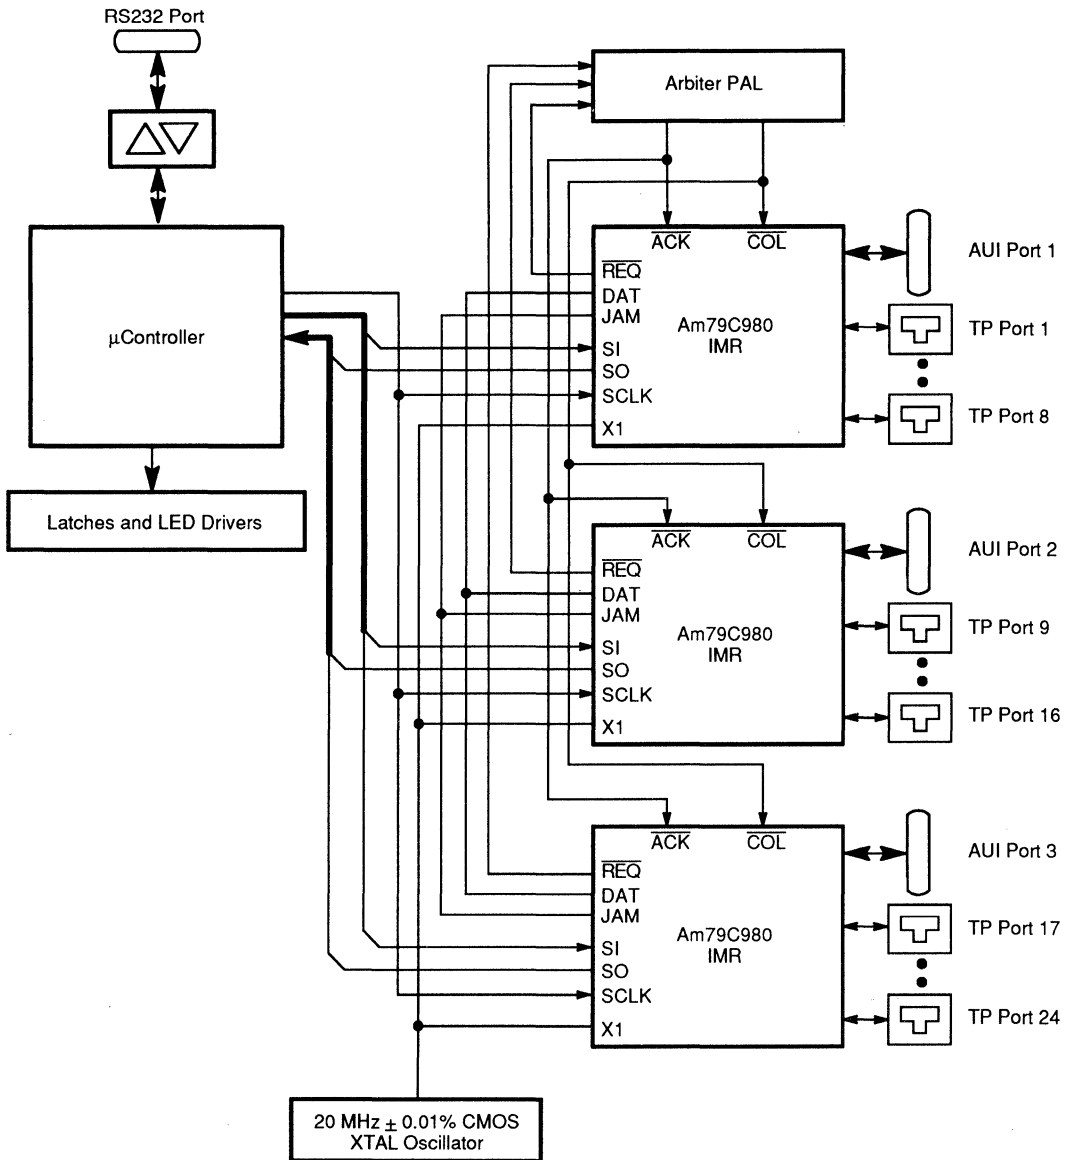 RS232 Port
Arbiter PAL
ACK COL
AUI Port 1
REQ
DAT
JAM
SI
SO
SCLK
X1
Am79C980
IMR
µController
TP Port 1
TP Port 8
Latches and LED Drivers
ACK COL
AUI Port 2
REQ
DAT
JAM
SI
SO
SCLK
X1
Am79C980
IMR
TP Port 9
TP Port 16
ACK COL
AUI Port 3
REQ
DAT
JAM
SI
SO
SCLK
X1
Am79C980
IMR
TP Port 17
TP Port 24
20 MHz ± 0.01% CMOS
XTAL Oscillator